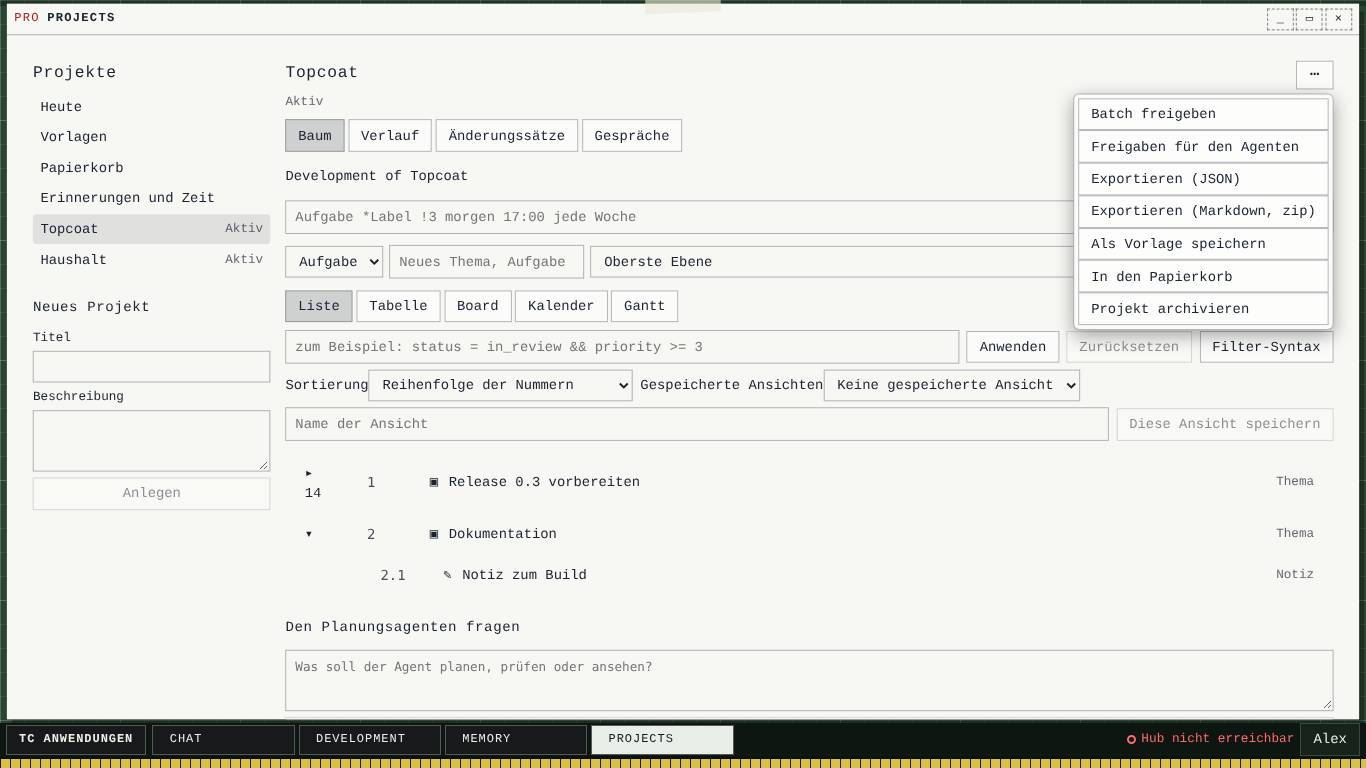 PRO PROJECTS
_ ▭ ×
Projekte
Heute
Vorlagen
Papierkorb
Erinnerungen und Zeit
Topcoat Aktiv
Haushalt Aktiv
Neues Projekt
Titel
Beschreibung
Anlegen
Topcoat
…
Aktiv
Baum Verlauf Änderungssätze Gespräche
Development of Topcoat
Aufgabe *Label !3 morgen 17:00 jede Woche
Aufgabe Neues Thema, Aufgabe Oberste Ebene
Batch freigeben
Freigaben für den Agenten
Exportieren (JSON)
Exportieren (Markdown, zip)
Als Vorlage speichern
In den Papierkorb
Projekt archivieren
Liste Tabelle Board Kalender Gantt
zum Beispiel: status = in_review && priority >= 3 Anwenden Zurücksetzen Filter-Syntax
Sortierung Reihenfolge der Nummern Gespeicherte Ansichten Keine gespeicherte Ansicht
Name der Ansicht Diese Ansicht speichern
▸ 14 1 ▣ Release 0.3 vorbereiten Thema
▾ 2 ▣ Dokumentation Thema
2.1 ✎ Notiz zum Build Notiz
Den Planungsagenten fragen
Was soll der Agent planen, prüfen oder ansehen?
TC ANWENDUNGEN CHAT DEVELOPMENT MEMORY PROJECTS Hub nicht erreichbar Alex